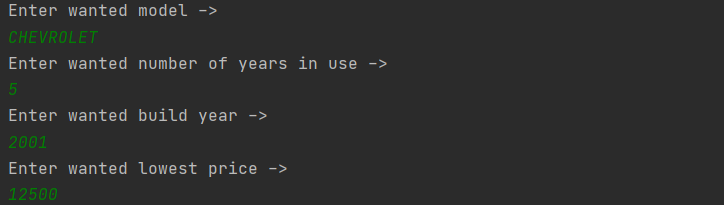 Enter wanted model ->
CHEVROLET
Enter wanted number of years in use ->
5
Enter wanted build year ->
2001
Enter wanted lowest price ->
12500